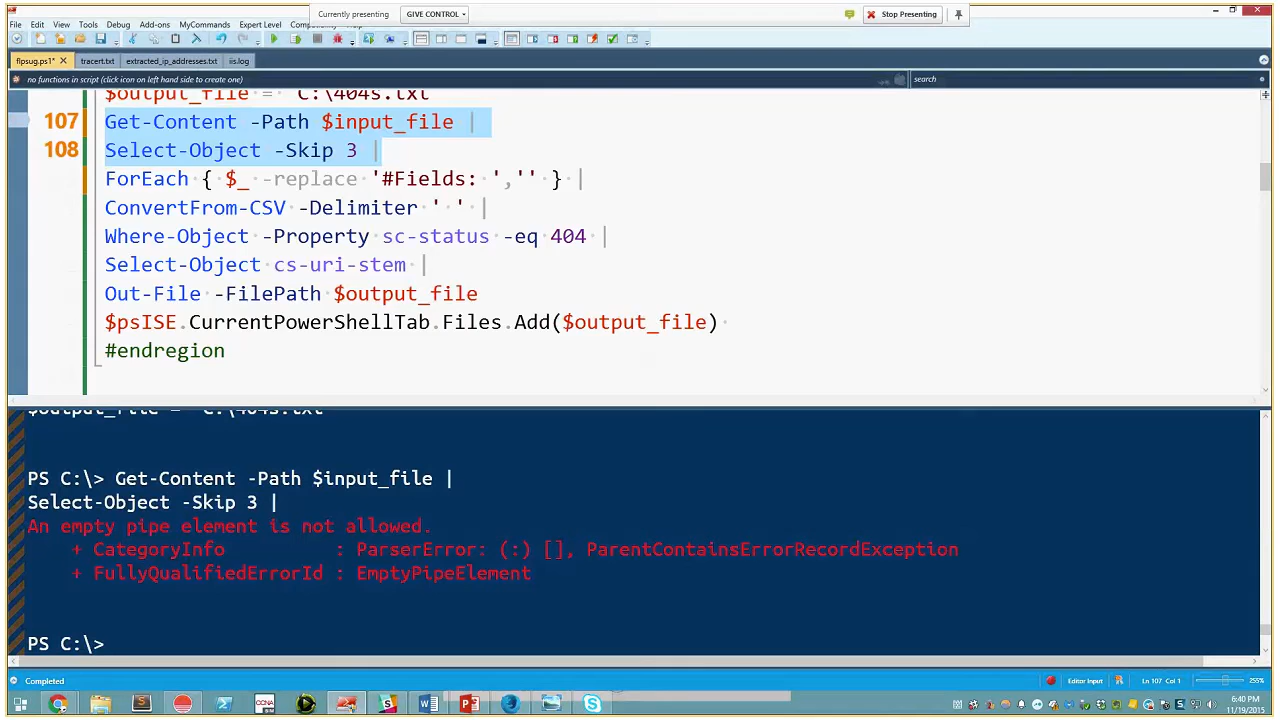 Currently presenting GIVE CONTROL Stop Presenting
File Edit View Tools Debug Add-ons MyCommands Expert Level
flpsug.ps1* tracert.txt extracted_ip_addresses.txt iis.log
no functions in script (click icon on left hand side to create one) search
$output_file = 'C:\404s.txt'
107 Get-Content -Path $input_file |
108 Select-Object -Skip 3 |
ForEach { $_ -replace '#Fields: ','' } |
ConvertFrom-CSV -Delimiter ' ' |
Where-Object -Property sc-status -eq 404 |
Select-Object cs-uri-stem |
Out-File -FilePath $output_file
$psISE.CurrentPowerShellTab.Files.Add($output_file)
#endregion
$output_file = 'C:\404s.txt'
PS C:\> Get-Content -Path $input_file |
Select-Object -Skip 3 |
An empty pipe element is not allowed.
+ CategoryInfo : ParserError: (:) [], ParentContainsErrorRecordException
+ FullyQualifiedErrorId : EmptyPipeElement
PS C:\>
Completed Editor Input Ln 107 Col 1 255%
6:40 PM
11/19/2015